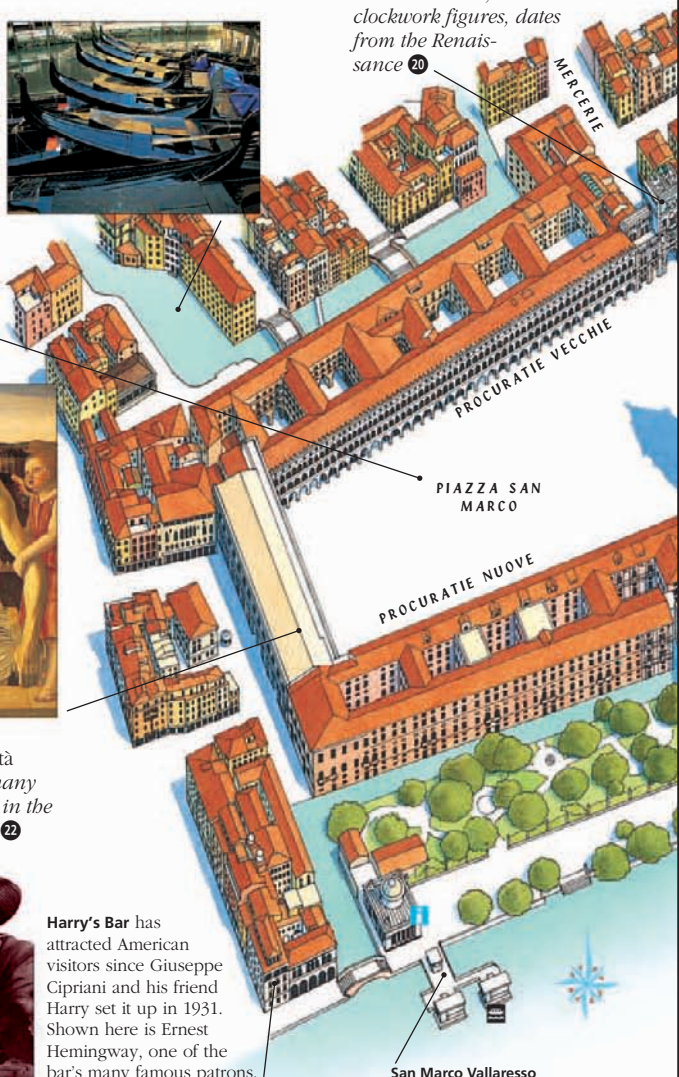 clockwork figures, dates
from the Renais-
sance 20
MERCERIE
PROCURATIE VECCHIE
PIAZZA SAN
MARCO
PROCURATIE NUOVE
tà
many
in the
22
Harry's Bar has
attracted American
visitors since Giuseppe
Cipriani and his friend
Harry set it up in 1931.
Shown here is Ernest
Hemingway, one of the
bar's many famous patrons.
i
San Marco Vallaresso